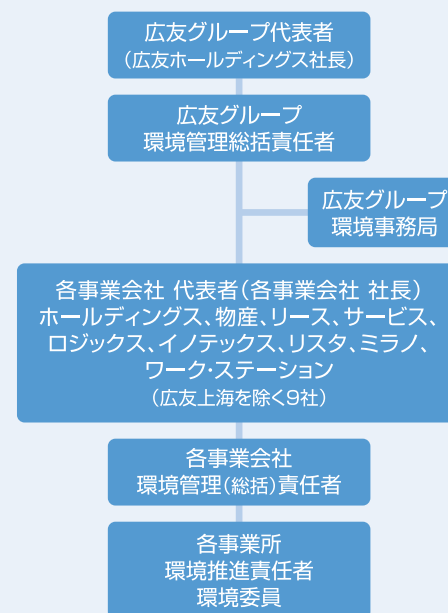 広友グループ代表者
（広友ホールディングス社長）
広友グループ
環境管理総括責任者
広友グループ
環境事務局
各事業会社 代表者（各事業会社 社長）
ホールディングス、物産、リース、サービス、
ロジックス、イノテックス、リスタ、ミラノ、
ワーク・ステーション
（広友上海を除く9社）
各事業会社
環境管理（総括）責任者
各事業所
環境推進責任者
環境委員